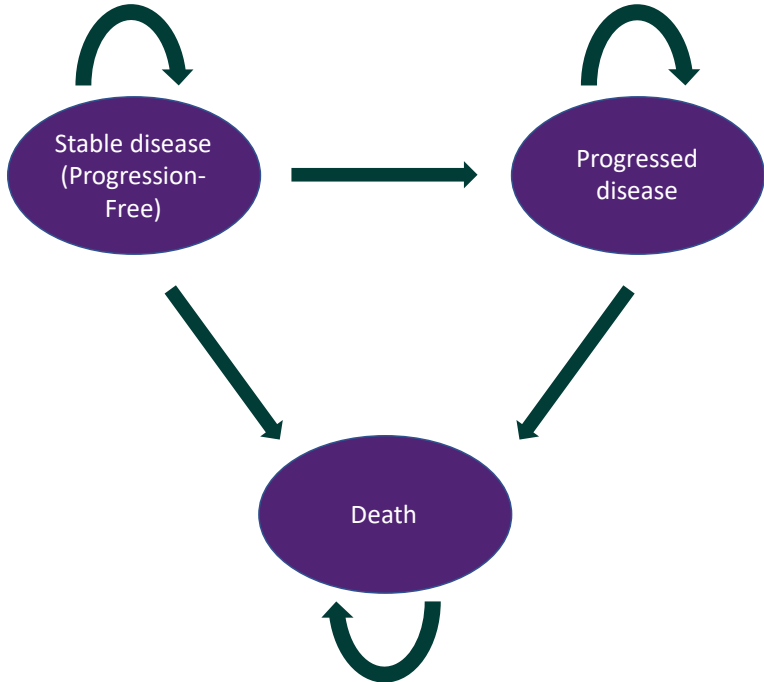 Stable disease
(Progression-
Free)
Progressed
disease
Death